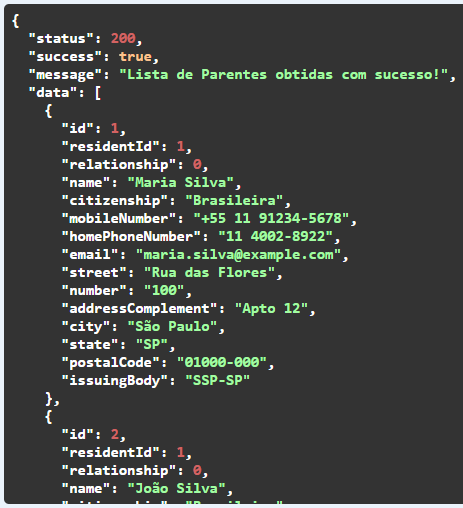 {
"status": 200,
"success": true,
"message": "Lista de Parentes obtidas com sucesso!",
"data": [
{
"id": 1,
"residentId": 1,
"relationship": 0,
"name": "Maria Silva",
"citizenship": "Brasileira",
"mobileNumber": "+55 11 91234-5678",
"homePhoneNumber": "11 4002-8922",
"email": "maria.silva@example.com",
"street": "Rua das Flores",
"number": "100",
"addressComplement": "Apto 12",
"city": "São Paulo",
"state": "SP",
"postalCode": "01000-000",
"issuingBody": "SSP-SP"
},
{
"id": 2,
"residentId": 1,
"relationship": 0,
"name": "João Silva",